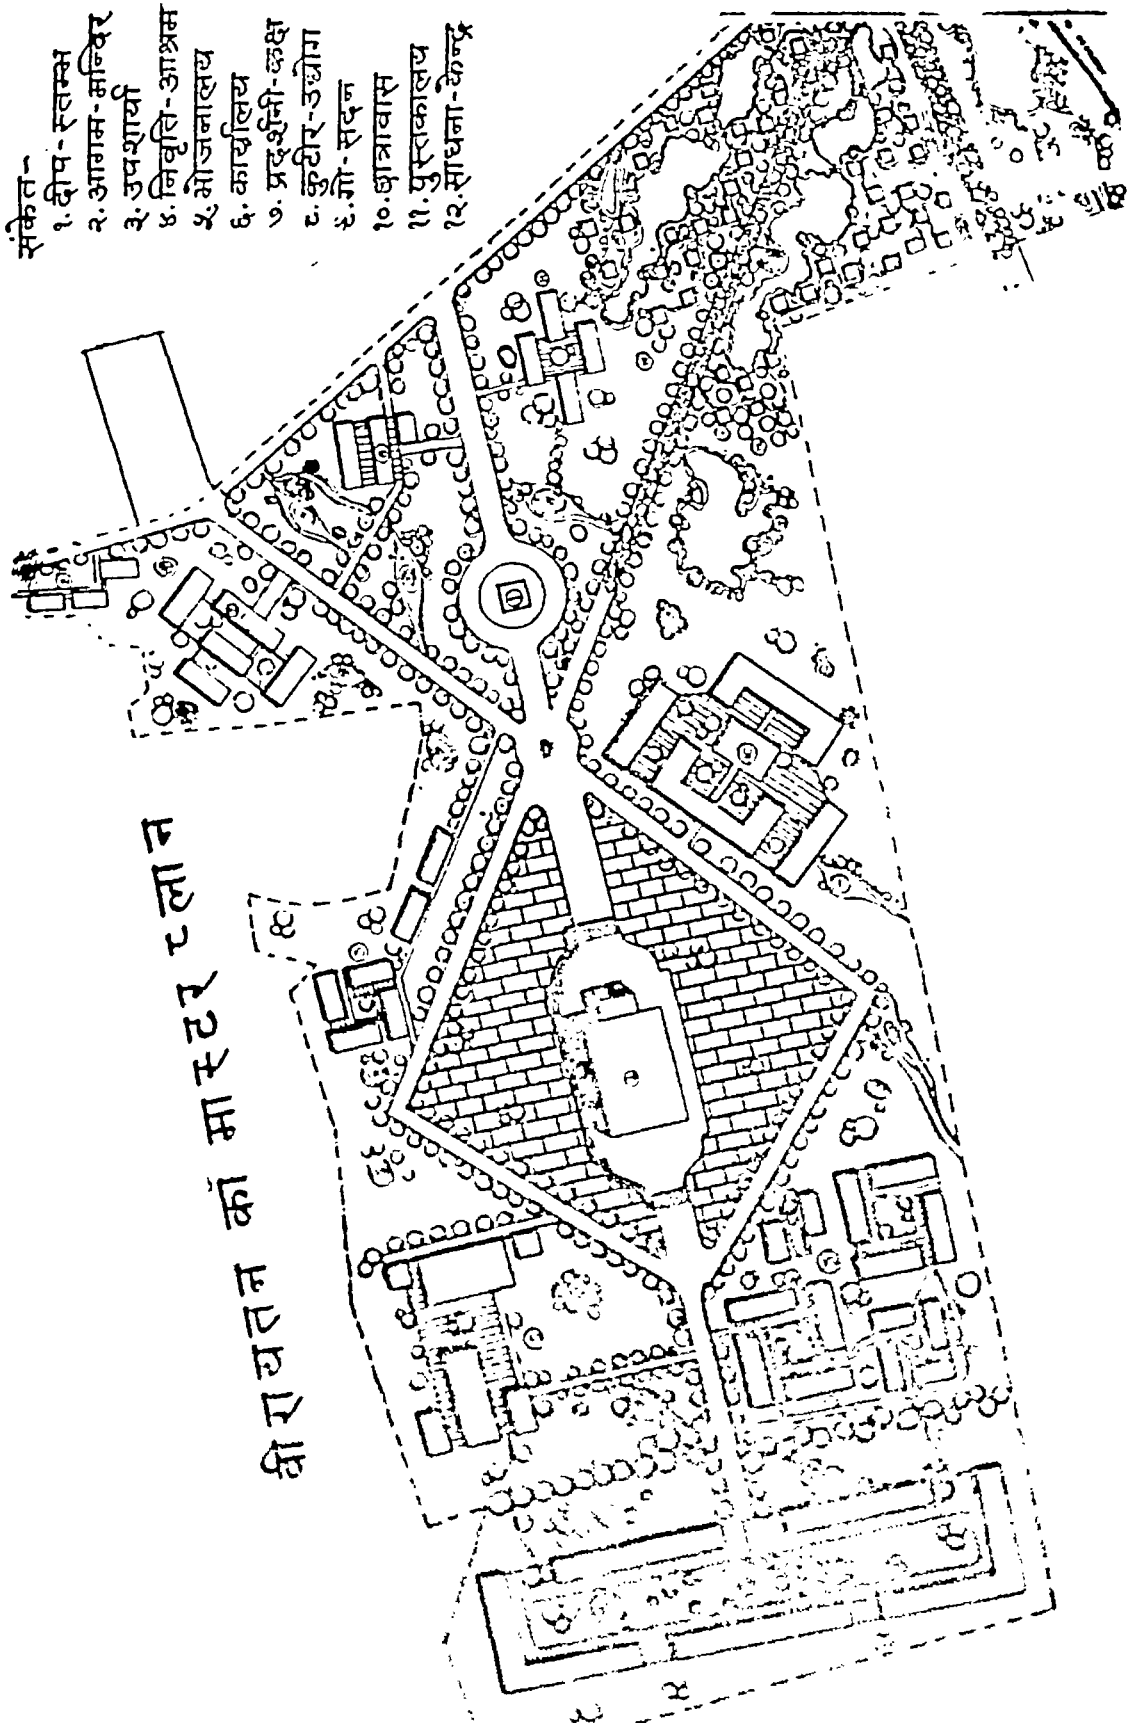 संकेत-
१. दीप-स्तम्भ
२. आगम-मन्दिर
३. उपशार्या
४. निवृत्ति-आश्रम
५. भोजनालय
६. कार्यालय
७. प्रदर्शनी-कक्ष
८. कुटीर-उद्योग
९. गो-सदन
१०. छात्रावास
११. पुस्तकालय
१२. साधना-केन्द्र
वीरायतन का मास्टर प्लान